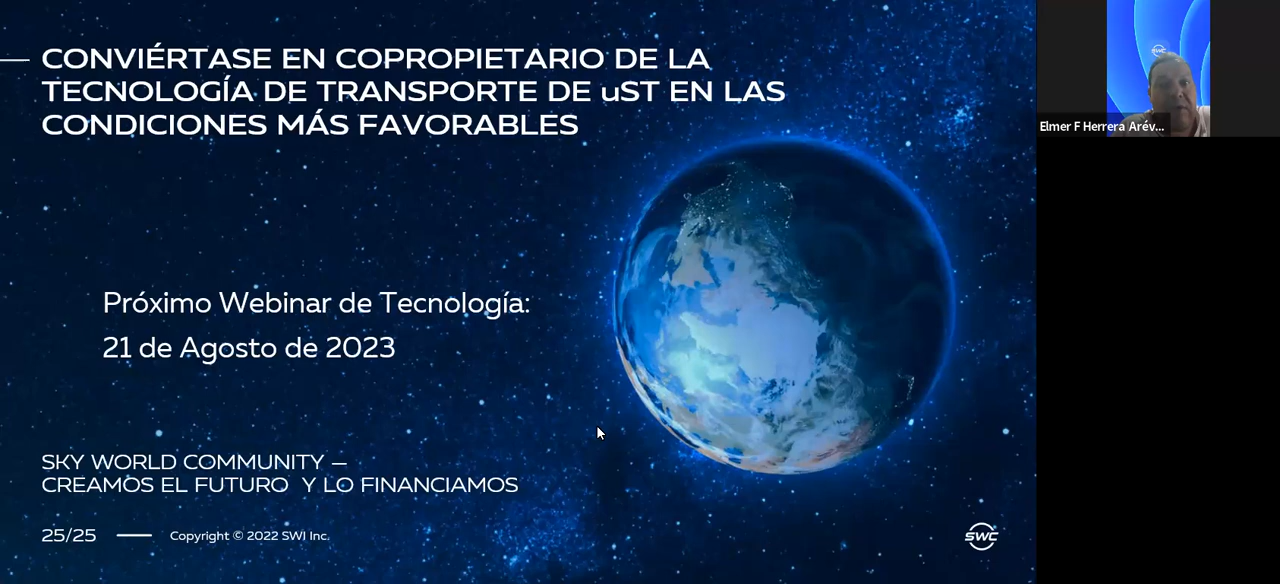 CONVIÉRTASE EN COPROPIETARIO DE LA
TECNOLOGÍA DE TRANSPORTE DE uST EN LAS
CONDICIONES MÁS FAVORABLES
Próximo Webinar de Tecnología:
21 de Agosto de 2023
SKY WORLD COMMUNITY —
CREAMOS EL FUTURO Y LO FINANCIAMOS
25/25
Copyright © 2022 SWI Inc.
SWC
SWC
Elmer F Herrera Arév...